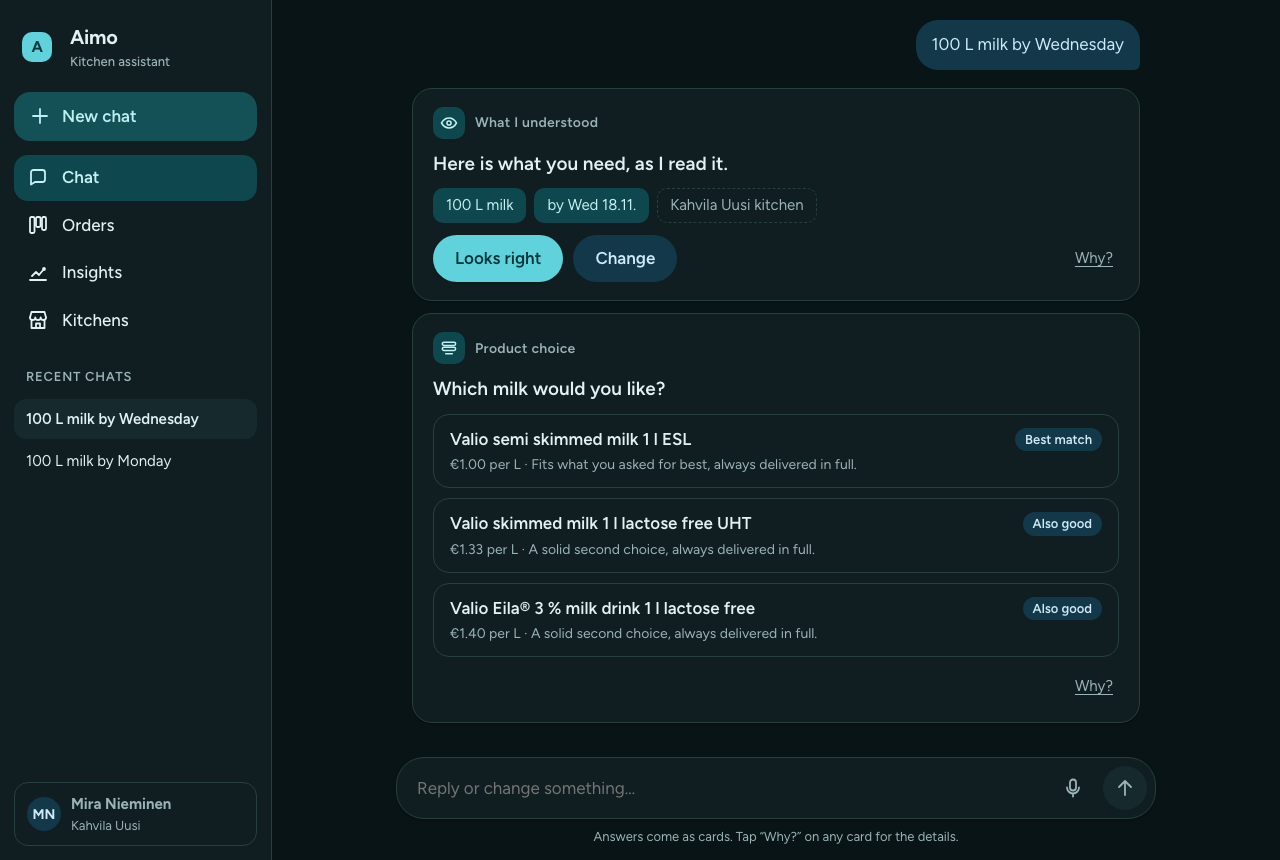 A
Aimo
Kitchen assistant
New chat
Chat
Orders
Insights
Kitchens
RECENT CHATS
100 L milk by Wednesday
100 L milk by Monday
MN
Mira Nieminen
Kahvila Uusi
100 L milk by Wednesday
What I understood
Here is what you need, as I read it.
100 L milk
by Wed 18.11.
Kahvila Uusi kitchen
Looks right
Change
Why?
Product choice
Which milk would you like?
Valio semi skimmed milk 1 l ESL
Best match
€1.00 per L · Fits what you asked for best, always delivered in full.
Valio skimmed milk 1 l lactose free UHT
Also good
€1.33 per L · A solid second choice, always delivered in full.
Valio Eila® 3 % milk drink 1 l lactose free
Also good
€1.40 per L · A solid second choice, always delivered in full.
Why?
Reply or change something...
Answers come as cards. Tap “Why?” on any card for the details.